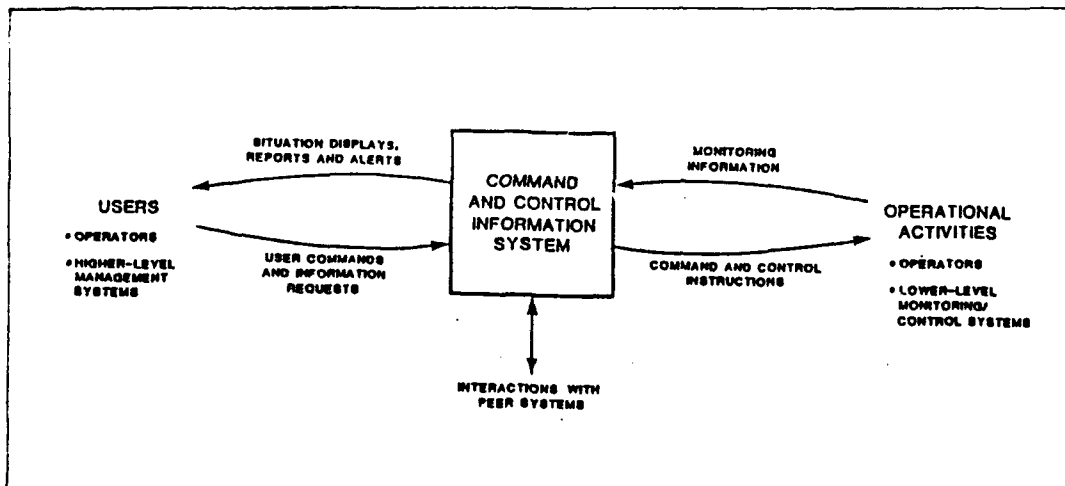 SITUATION DISPLAYS,
REPORTS AND ALERTS
USERS
• OPERATORS
• HIGHER-LEVEL
MANAGEMENT
SYSTEMS
USER COMMANDS
AND INFORMATION
REQUESTS
COMMAND
AND CONTROL
INFORMATION
SYSTEM
MONITORING
INFORMATION
COMMAND AND CONTROL
INSTRUCTIONS
OPERATIONAL
ACTIVITIES
• OPERATORS
• LOWER-LEVEL
MONITORING/
CONTROL SYSTEMS
INTERACTIONS WITH
PEER SYSTEMS